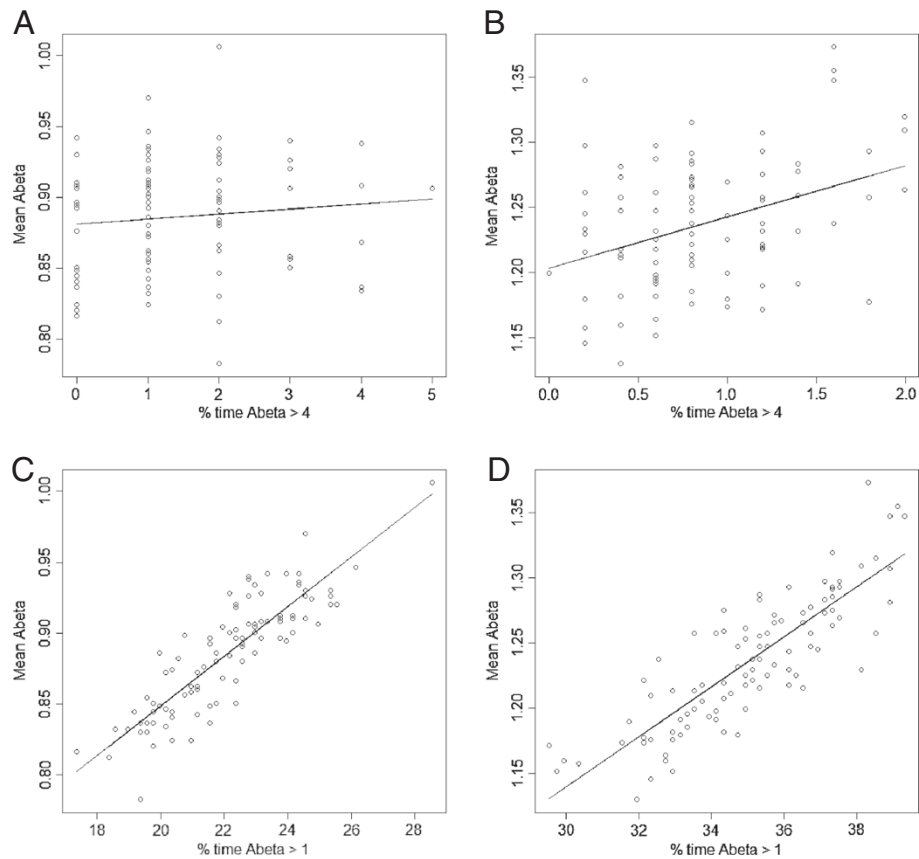 A
B
1.00
0.95
0.90
0.85
0.80
Mean Abeta
0 1 2 3 4 5
% time Abeta > 4
1.35
1.30
1.25
1.20
1.15
Mean Abeta
0.0 0.5 1.0 1.5 2.0
% time Abeta > 4
C
D
1.00
0.95
0.90
0.85
0.80
Mean Abeta
18 20 22 24 26 28
% time Abeta > 1
1.35
1.30
1.25
1.20
1.15
Mean Abeta
30 32 34 36 38
% time Abeta > 1